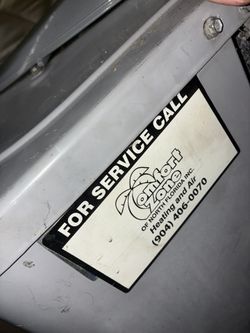 FOR SERVICE CALL
Comfort
Zone
OF NORTH FLORIDA INC.
Heating and Air
(904) 406-0070